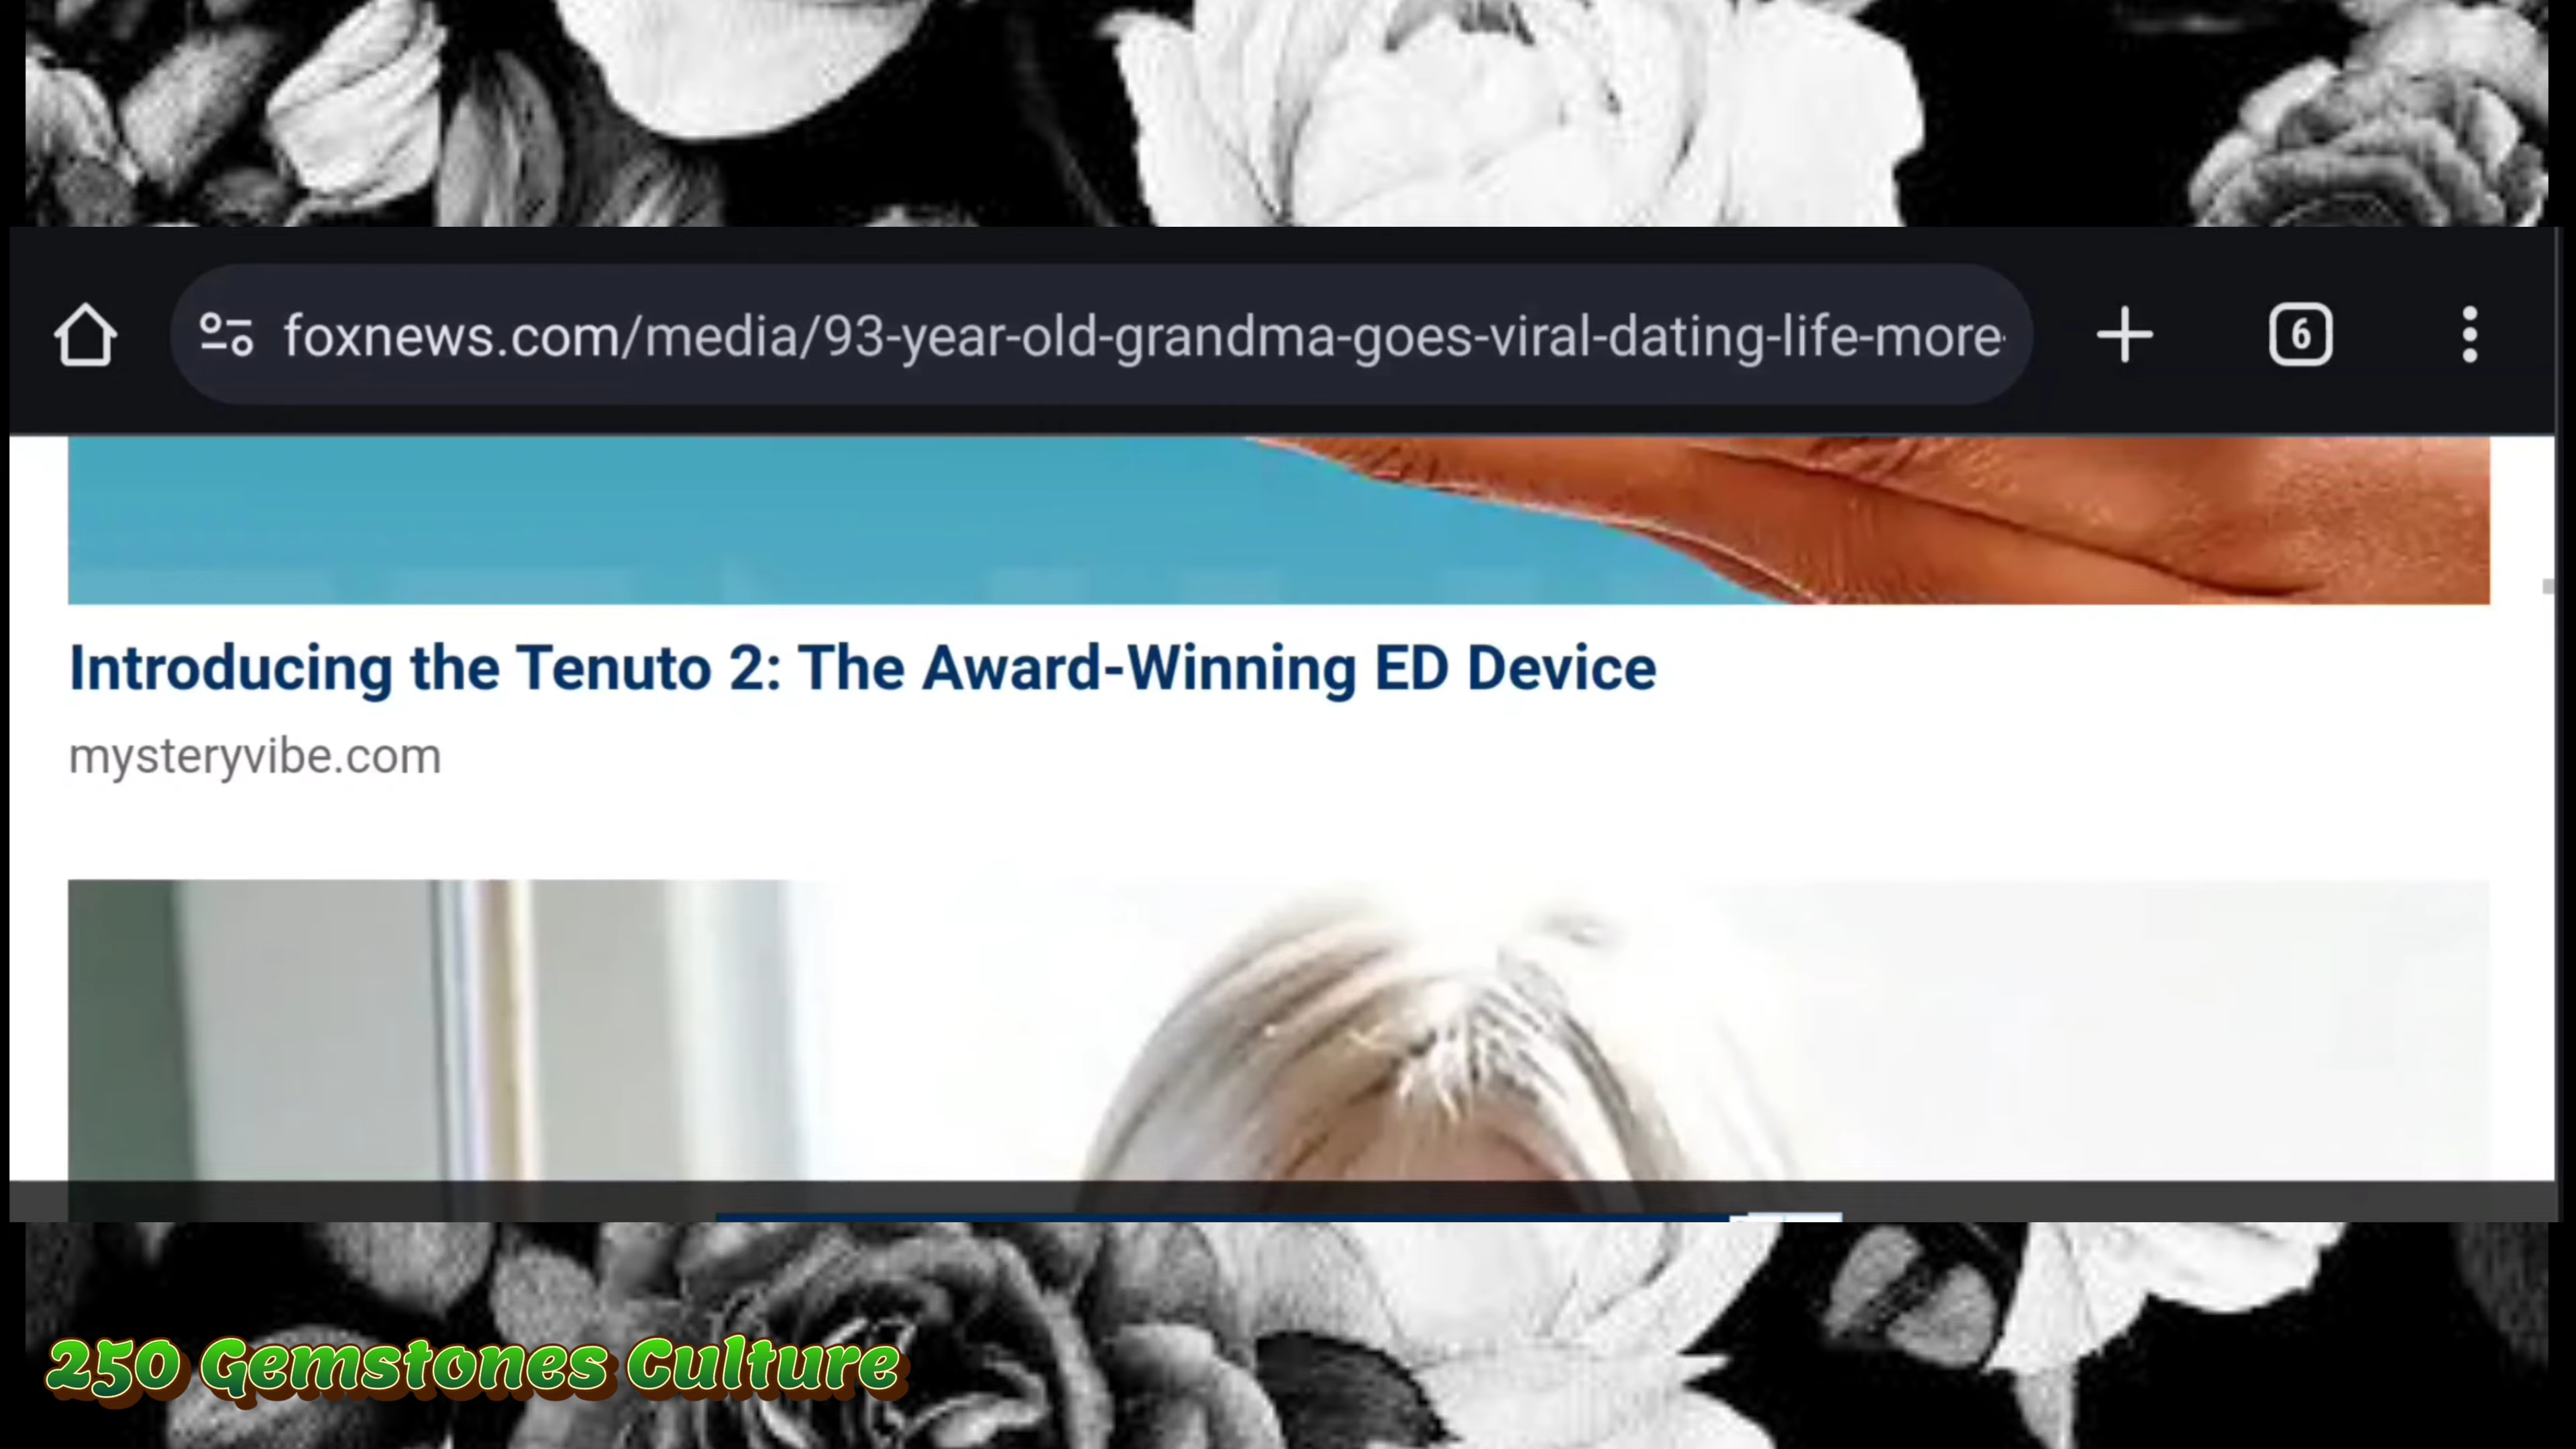 foxnews.com/media/93-year-old-grandma-goes-viral-dating-life-more-
6
Introducing the Tenuto 2: The Award-Winning ED Device
mysteryvibe.com
250 Gemstones Culture